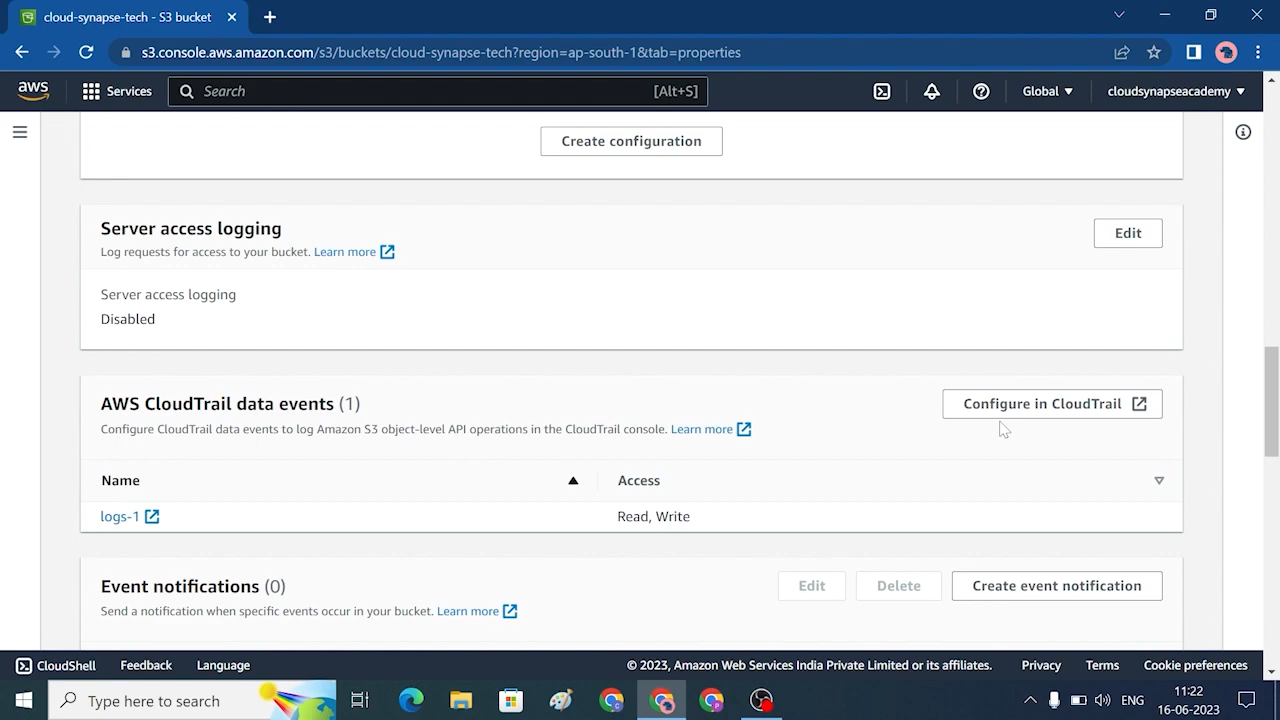 cloud-synapse-tech - S3 bucket
s3.console.aws.amazon.com/s3/buckets/cloud-synapse-tech?region=ap-south-1&tab=properties
aws Services Search [Alt+S] Global cloudsynapseacademy
Create configuration
Server access logging
Edit
Log requests for access to your bucket. Learn more
Server access logging
Disabled
AWS CloudTrail data events (1)
Configure in CloudTrail
Configure CloudTrail data events to log Amazon S3 object-level API operations in the CloudTrail console. Learn more
Name Access
logs-1 Read, Write
Event notifications (0)
Edit Delete Create event notification
Send a notification when specific events occur in your bucket. Learn more
CloudShell Feedback Language © 2023, Amazon Web Services India Private Limited or its affiliates. Privacy Terms Cookie preferences
Type here to search
ENG
11:22
16-06-2023